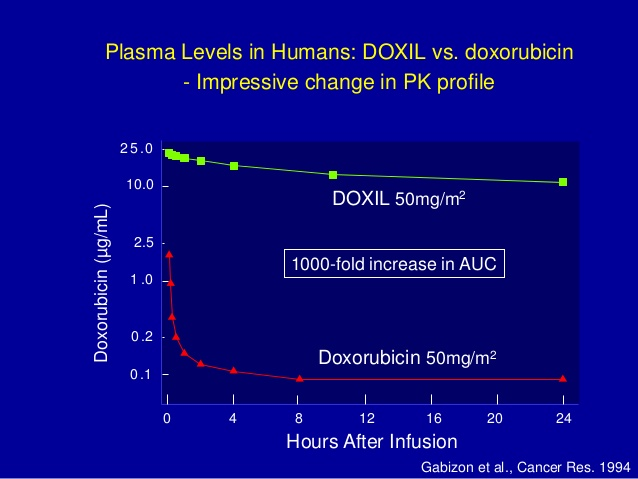 Plasma Levels in Humans: DOXIL vs. doxorubicin
- Impressive change in PK profile
25.0
10.0
DOXIL 50mg/m²
2.5
1000-fold increase in AUC
1.0
Doxorubicin (µg/mL)
0.2
Doxorubicin 50mg/m²
0.1
0 4 8 12 16 20 24
Hours After Infusion
Gabizon et al., Cancer Res. 1994